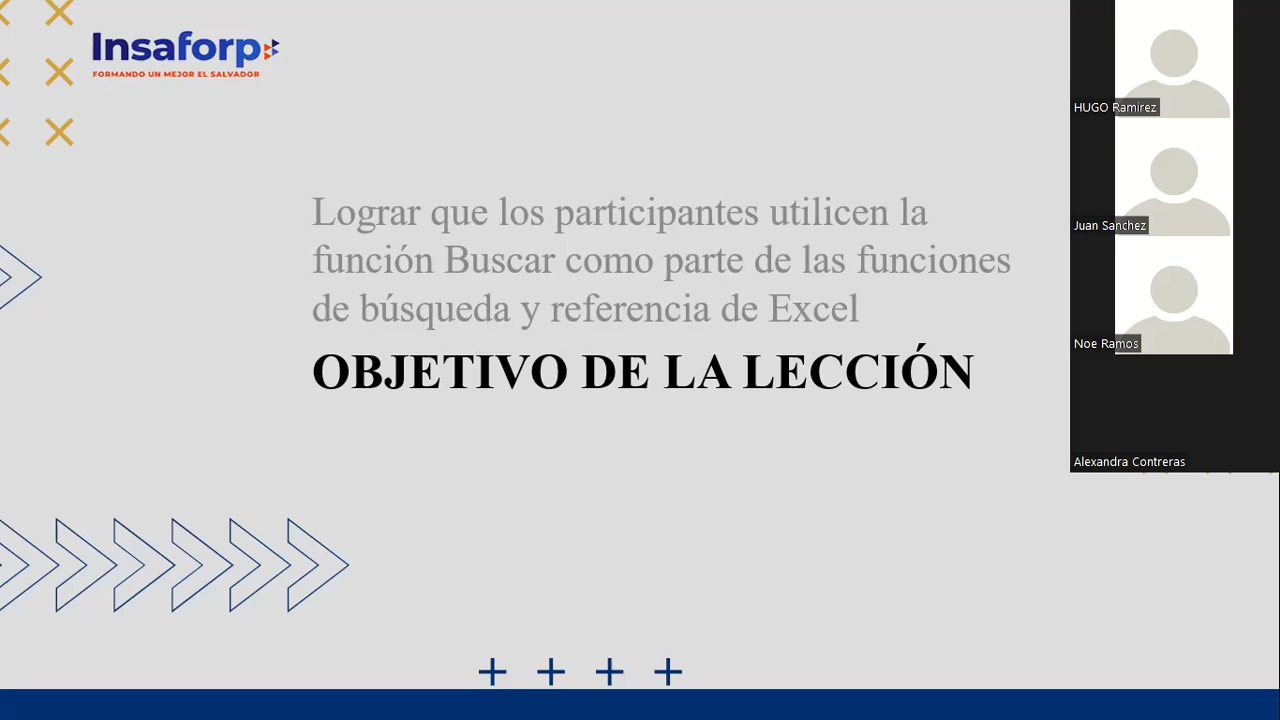 Insaforp
FORMANDO UN MEJOR EL SALVADOR
Lograr que los participantes utilicen la
función Buscar como parte de las funciones
de búsqueda y referencia de Excel
OBJETIVO DE LA LECCIÓN
HUGO Ramirez
Juan Sanchez
Noe Ramos
Alexandra Contreras